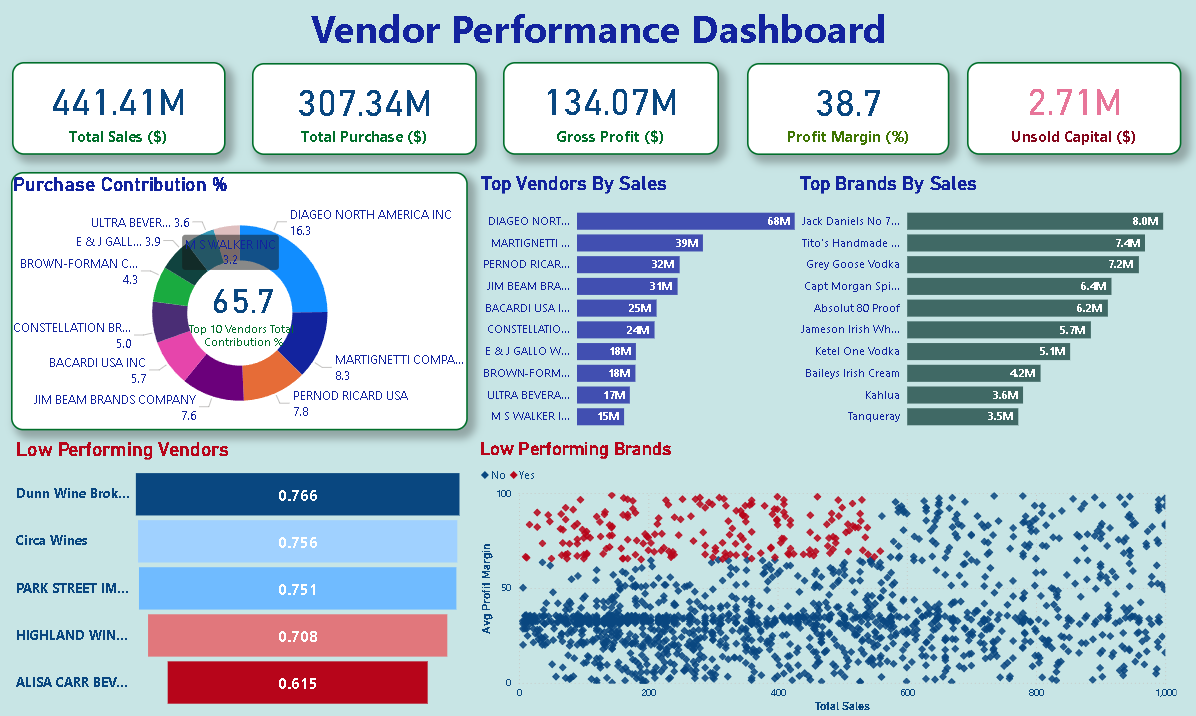 Vendor Performance Dashboard
441.41M
Total Sales ($)
307.34M
Total Purchase ($)
134.07M
Gross Profit ($)
38.7
Profit Margin (%)
2.71M
Unsold Capital ($)
Purchase Contribution %
DIAGEO NORTH AMERICA INC
16.3
MARTIGNETTI COMPA...
8.3
PERNOD RICARD USA
7.8
JIM BEAM BRANDS COMPANY
7.6
BACARDI USA INC
5.7
CONSTELLATION BR...
5.0
BROWN-FORMAN C...
4.3
E & J GALL... 3.9
ULTRA BEVER... 3.6
M S WALKER INC
3.2
65.7
Top 10 Vendors Total
Contribution %
Top Vendors By Sales
DIAGEO NORT... 68M
MARTIGNETTI ... 39M
PERNOD RICAR... 32M
JIM BEAM BRA... 31M
BACARDI USA I... 25M
CONSTELLATIO... 24M
E & J GALLO W... 18M
BROWN-FORM... 18M
ULTRA BEVERA... 17M
M S WALKER I... 15M
Top Brands By Sales
Jack Daniels No 7... 8.0M
Tito's Handmade ... 7.4M
Grey Goose Vodka 7.2M
Capt Morgan Spi... 6.4M
Absolut 80 Proof 6.2M
Jameson Irish Wh... 5.7M
Ketel One Vodka 5.1M
Baileys Irish Cream 4.2M
Kahlua 3.6M
Tanqueray 3.5M
Low Performing Vendors
Dunn Wine Brok... 0.766
Circa Wines 0.756
PARK STREET IM... 0.751
HIGHLAND WIN... 0.708
ALISA CARR BEV... 0.615
Low Performing Brands
No Yes
Avg Profit Margin
100
50
0
0 200 400 600 800 1,000
Total Sales